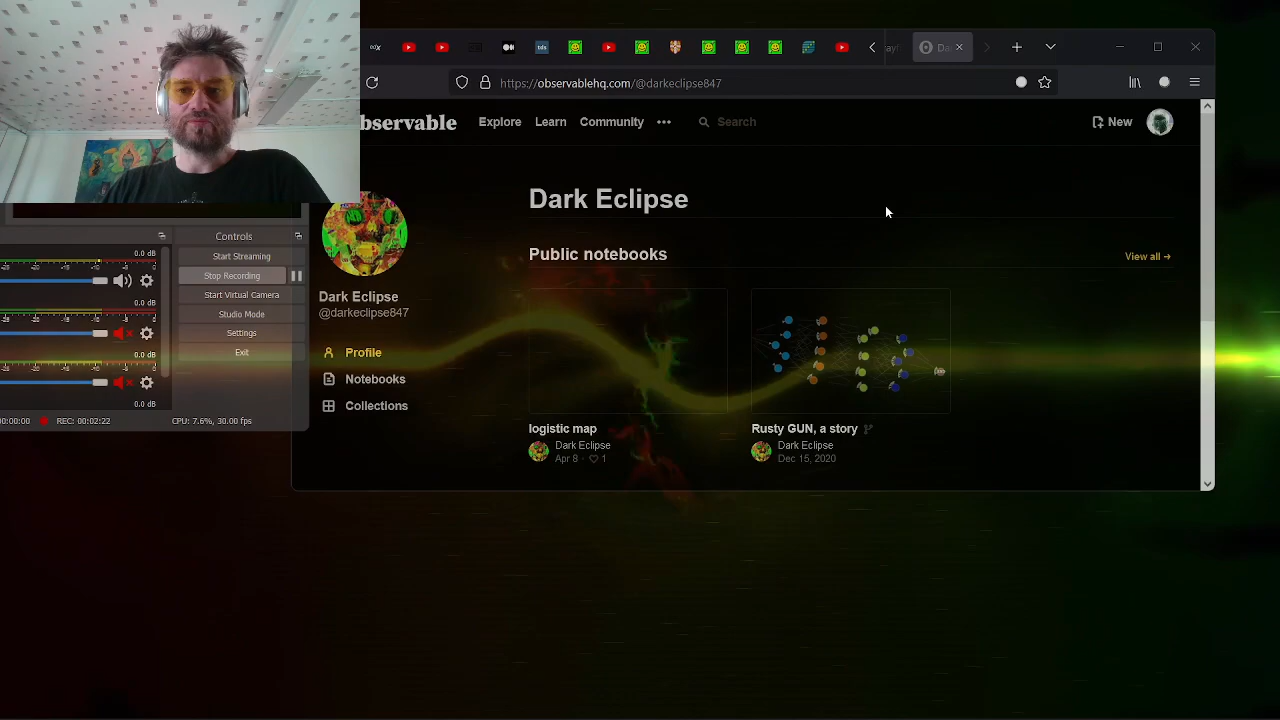 https://observablehq.com/@darkeclipse847
bservable
Explore
Learn
Community
Search
New
Dark Eclipse
Public notebooks
View all →
Dark Eclipse
@darkeclipse847
Profile
Notebooks
Collections
logistic map
Dark Eclipse
Apr 8 · ♡ 1
Rusty GUN, a story
Dark Eclipse
Dec 15, 2020
Controls
Start Streaming
Stop Recording
Start Virtual Camera
Studio Mode
Settings
Exit
0.0 dB
0.0 dB
0.0 dB
0.0 dB
REC: 00:02:22
CPU: 7.6%, 30.00 fps